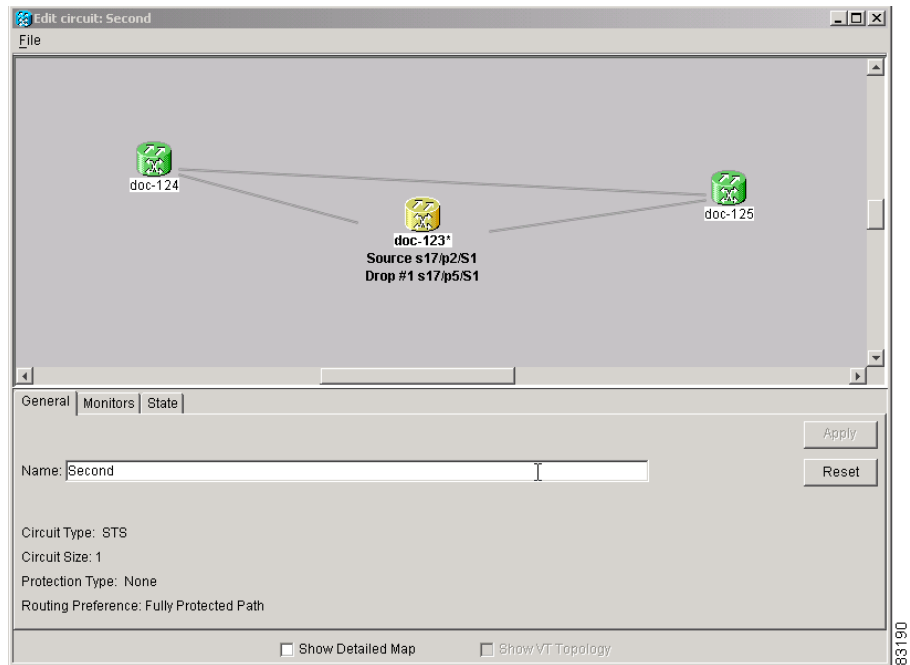 Edit circuit: Second
File
doc-124
doc-125
doc-123*
Source s17/p2/S1
Drop #1 s17/p5/S1
General Monitors State
Apply
Name: Second
Reset
Circuit Type: STS
Circuit Size: 1
Protection Type: None
Routing Preference: Fully Protected Path
Show Detailed Map Show VT Topology
83190